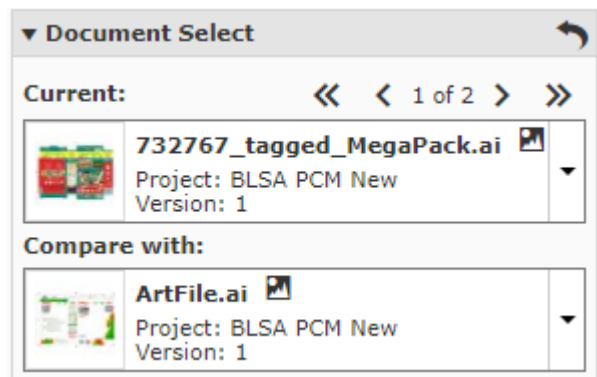 Document Select
Current:
1 of 2
732767_tagged_MegaPack.ai
Project: BLSA PCM New
Version: 1
Compare with:
ArtFile.ai
Project: BLSA PCM New
Version: 1